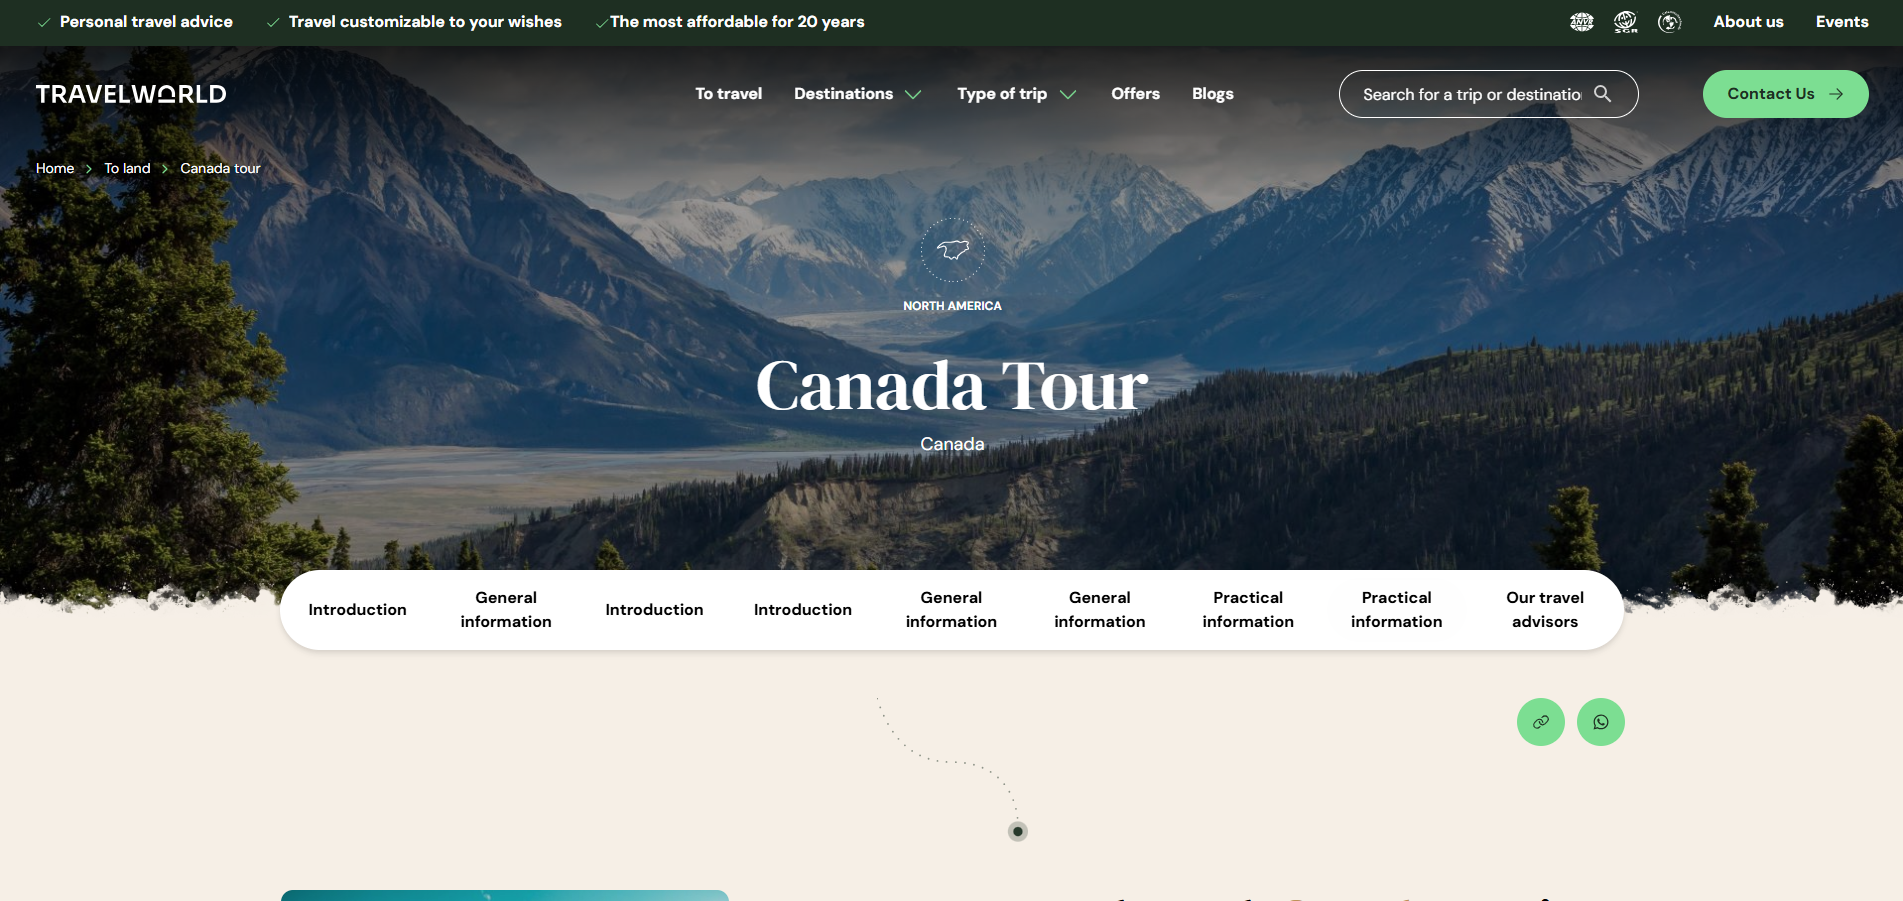 Personal travel advice
Travel customizable to your wishes
The most affordable for 20 years
SGR
About us
Events
TRAVELWORLD
To travel
Destinations
Type of trip
Offers
Blogs
Search for a trip or destinatio
Contact Us
Home
To land
Canada tour
NORTH AMERICA
Canada Tour
Canada
Introduction
General
information
Introduction
Introduction
General
information
General
information
Practical
information
Practical
information
Our travel
advisors